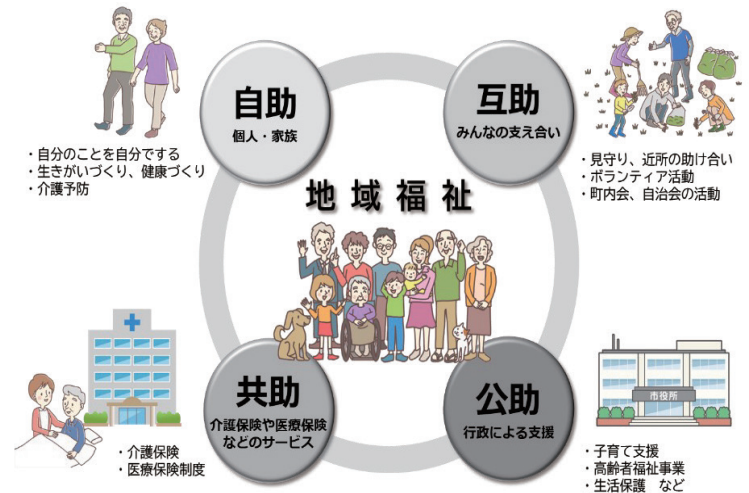 自助
個人・家族
・自分のことを自分でする
・生きがいづくり、健康づくり
・介護予防
互助
みんなの支え合い
・見守り、近所の助け合い
・ボランティア活動
・町内会、自治会の活動
地域福祉
共助
介護保険や医療保険
などのサービス
・介護保険
・医療保険制度
公助
行政による支援
市役所
・子育て支援
・高齢者福祉事業
・生活保護　など